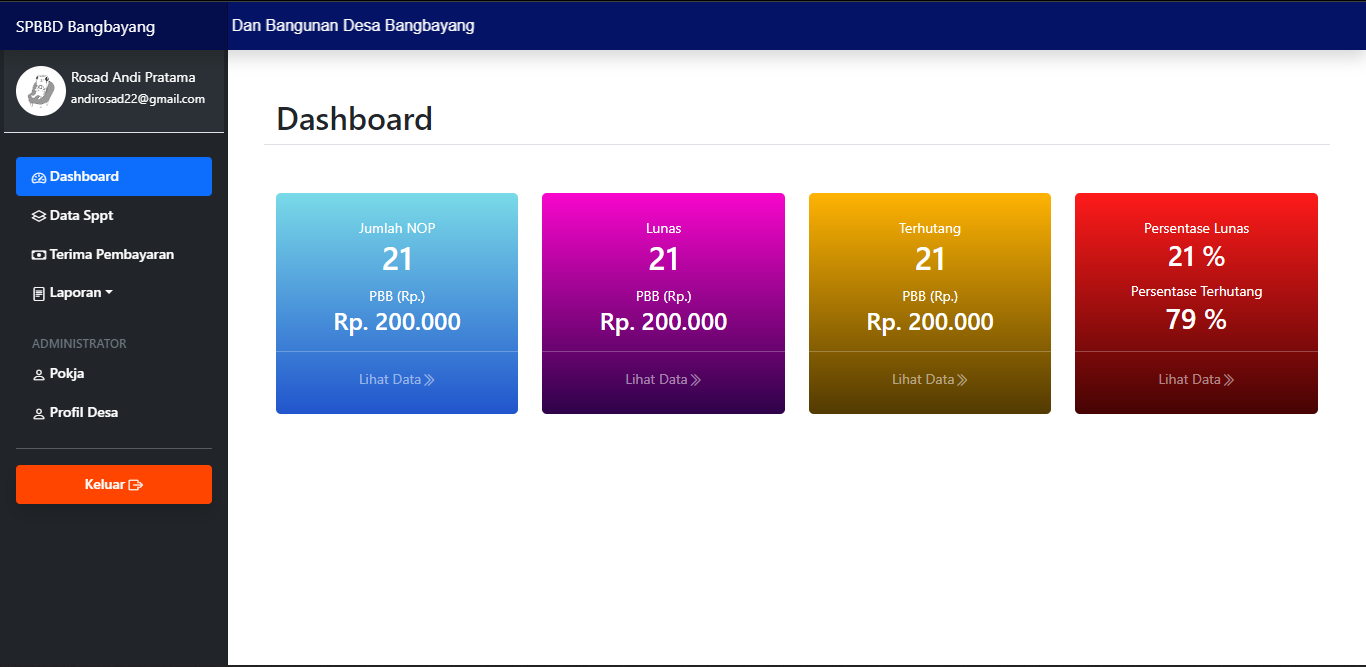 SPBBD Bangbayang
Dan Bangunan Desa Bangbayang
Rosad Andi Pratama
andirosad22@gmail.com
Dashboard
Data Sppt
Terima Pembayaran
Laporan
ADMINISTRATOR
Pokja
Profil Desa
Keluar
Dashboard
Jumlah NOP
21
PBB (Rp.)
Rp. 200.000
Lihat Data
Lunas
21
PBB (Rp.)
Rp. 200.000
Lihat Data
Terhutang
21
PBB (Rp.)
Rp. 200.000
Lihat Data
Persentase Lunas
21 %
Persentase Terhutang
79 %
Lihat Data